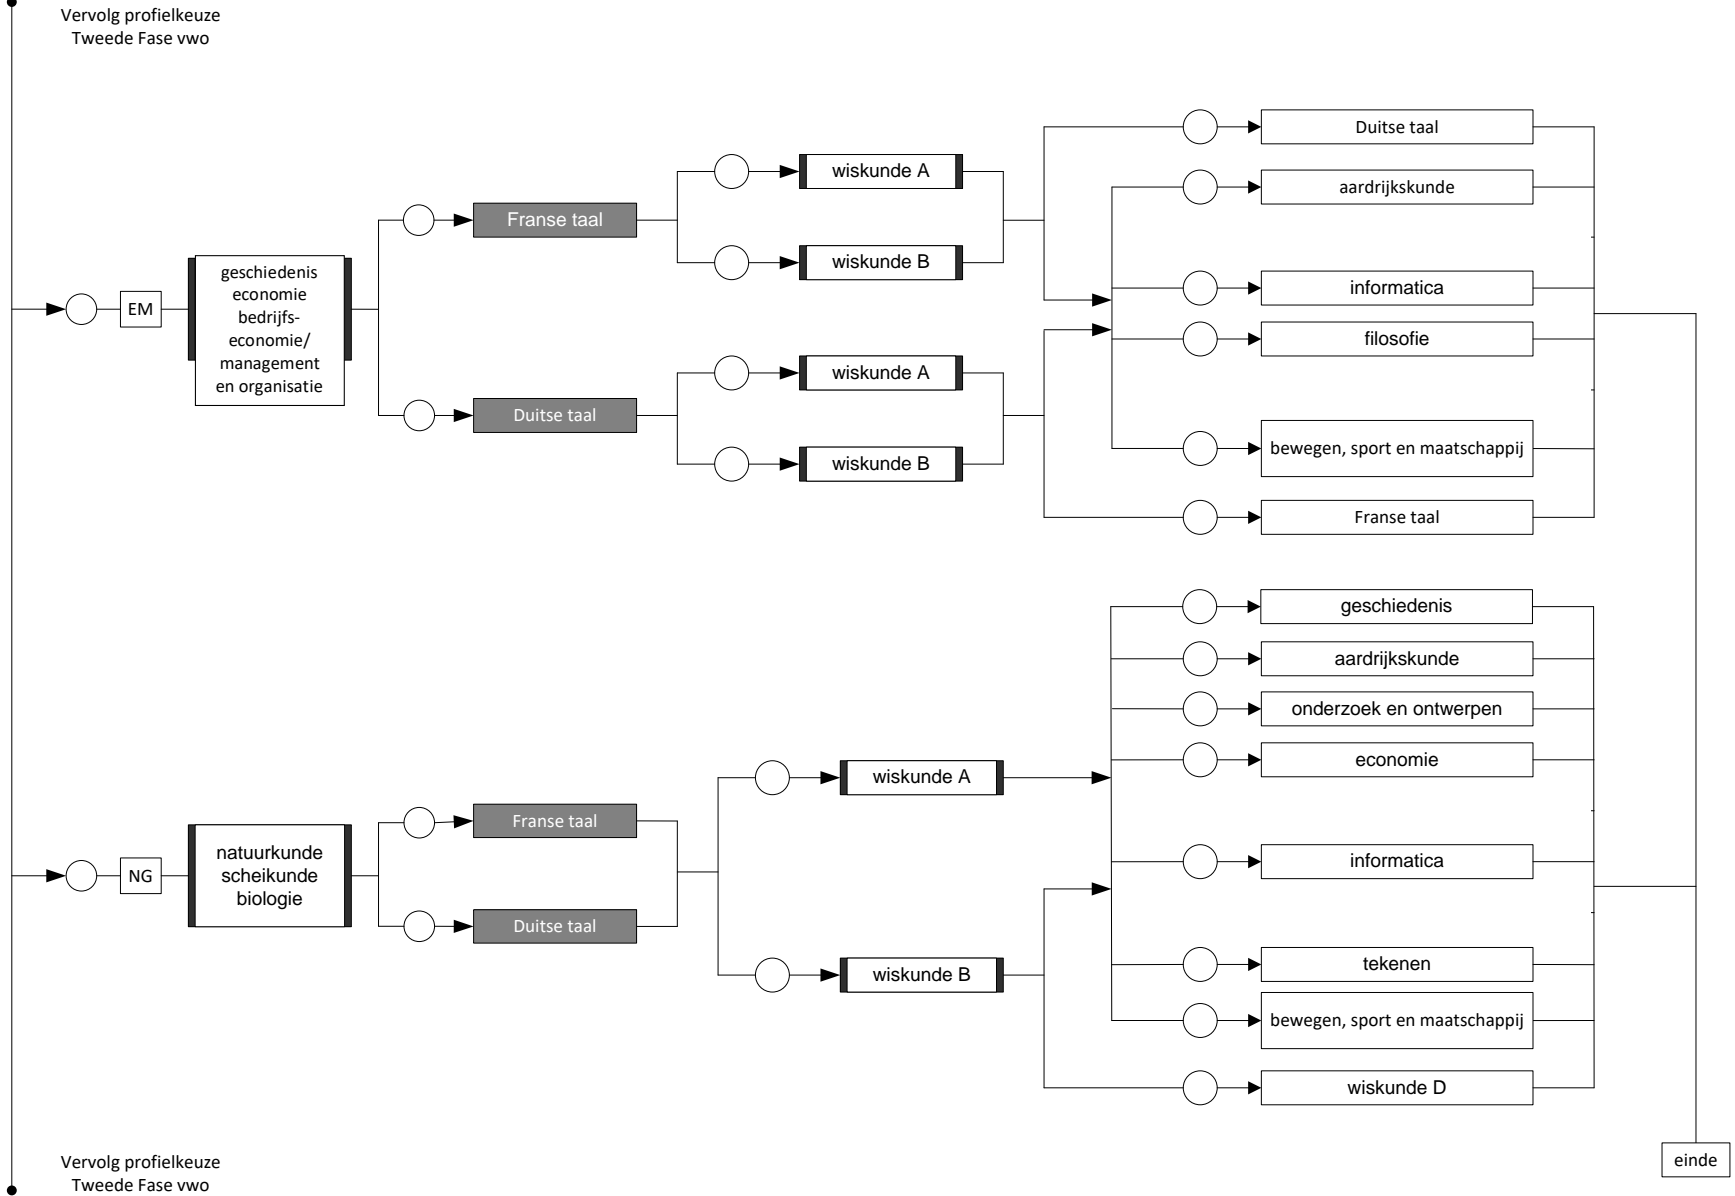 Vervolg profielkeuze
Tweede Fase vwo
EM
geschiedenis
economie
bedrijfs-
economie/
management
en organisatie
Franse taal
Duitse taal
wiskunde A
wiskunde B
wiskunde A
wiskunde B
Duitse taal
aardrijkskunde
informatica
filosofie
bewegen, sport en maatschappij
Franse taal
NG
natuurkunde
scheikunde
biologie
Franse taal
Duitse taal
wiskunde A
wiskunde B
geschiedenis
aardrijkskunde
onderzoek en ontwerpen
economie
informatica
tekenen
bewegen, sport en maatschappij
wiskunde D
einde
Vervolg profielkeuze
Tweede Fase vwo